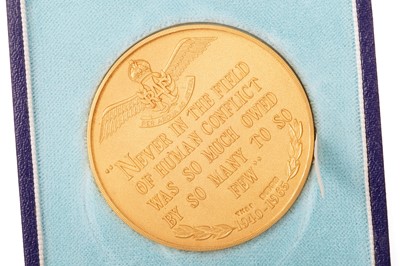 "NEVER IN THE FIELD
OF HUMAN CONFLICT
WAS SO MUCH OWED
BY SO MANY TO SO
FEW"
1940-1965